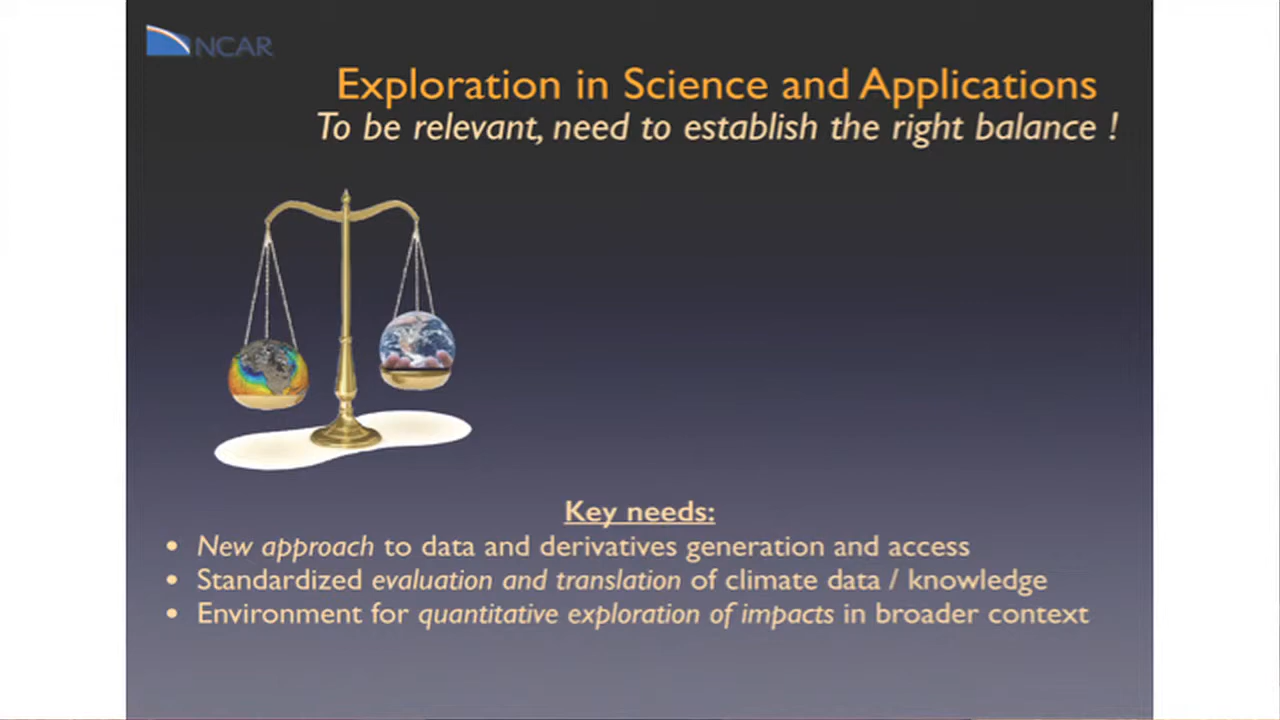 NCAR
Exploration in Science and Applications
To be relevant, need to establish the right balance !
Key needs:
• New approach to data and derivatives generation and access
• Standardized evaluation and translation of climate data / knowledge
• Environment for quantitative exploration of impacts in broader context